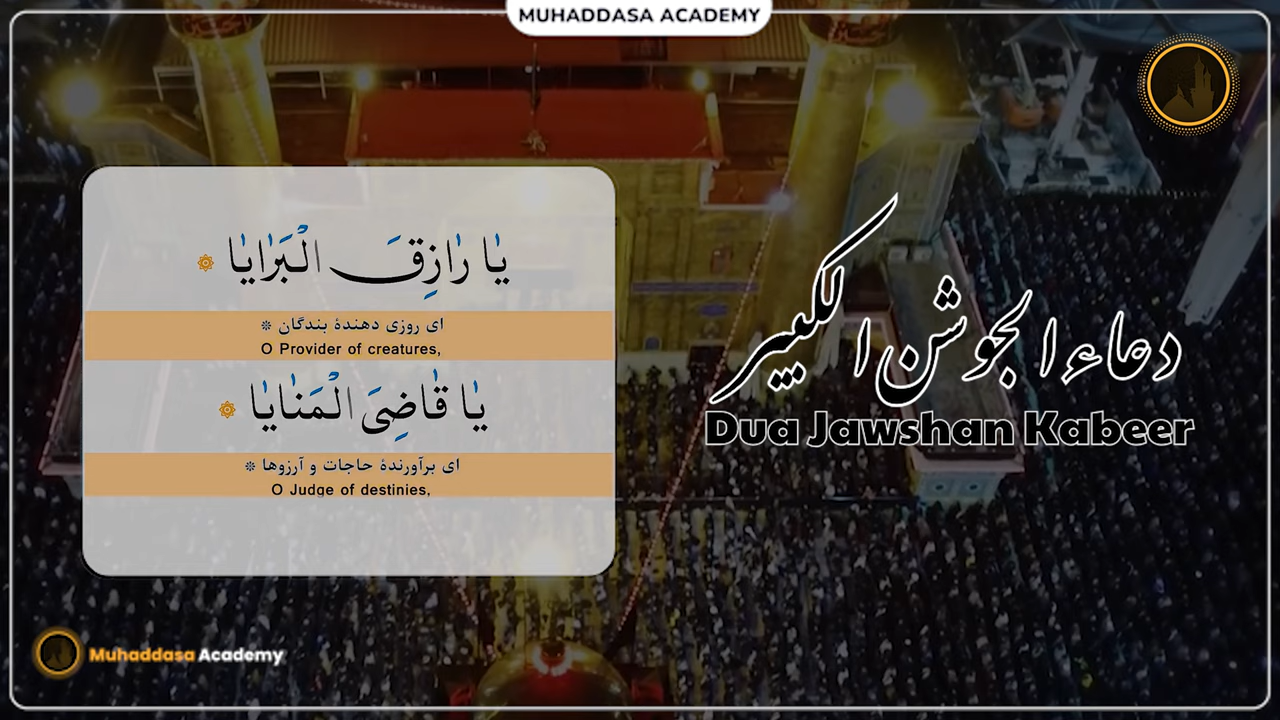 MUHADDASA ACADEMY
يٰا رٰازِقَ الْبَرٰايٰا
ای روزی دهندهٔ بندگان *
O Provider of creatures,
يٰا قٰاضِيَ الْمَنٰايٰا
ای برآورندهٔ حاجات و آرزوها *
O Judge of destinies,
دعاء الجوشن الكبير
Dua Jawshan Kabeer
Muhaddasa Academy